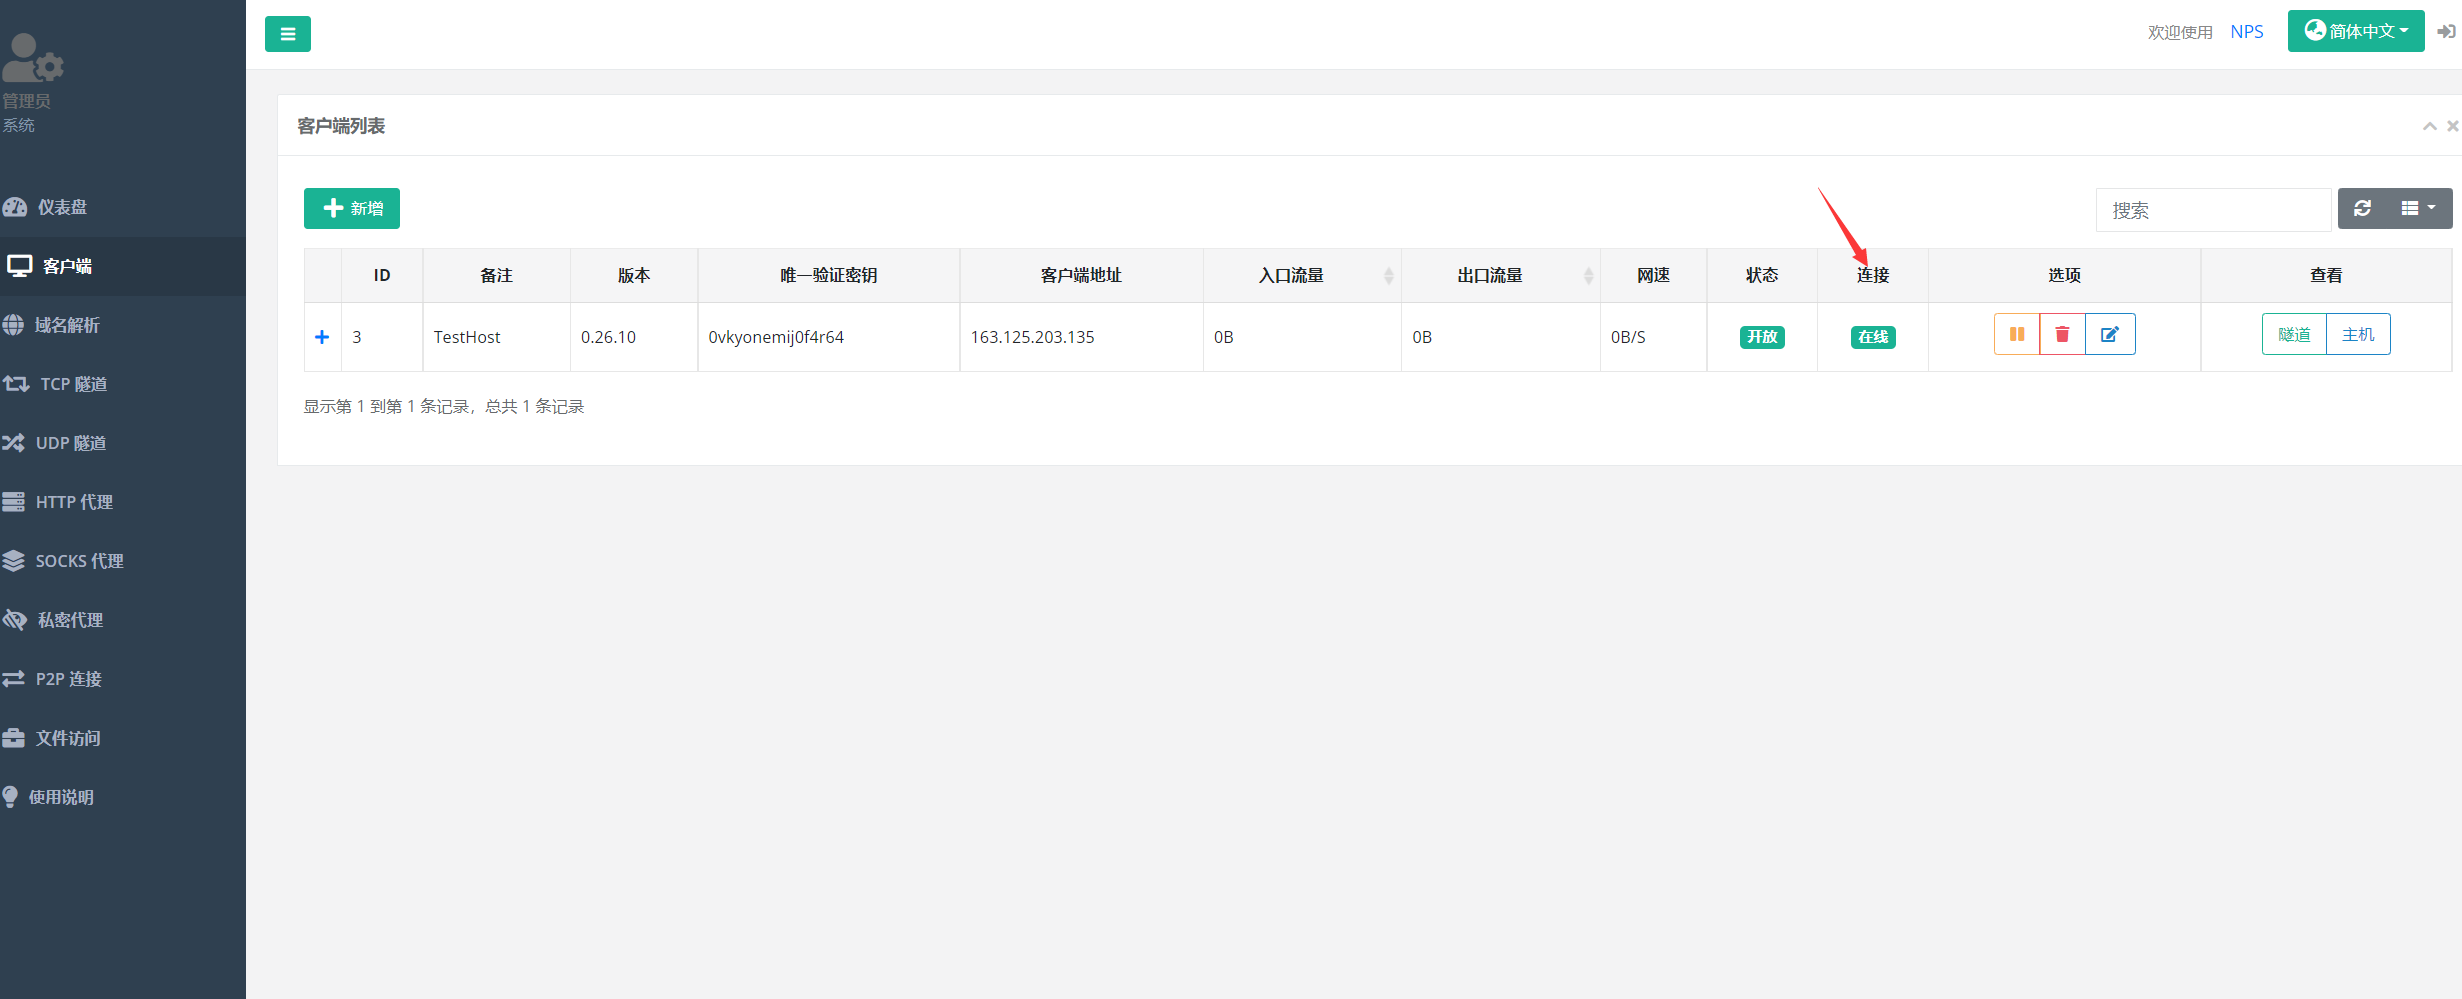 管理员
系统
仪表盘
客户端
域名解析
TCP 隧道
UDP 隧道
HTTP 代理
SOCKS 代理
私密代理
P2P 连接
文件访问
使用说明
欢迎使用 NPS 简体中文
客户端列表
新增 搜索
ID 备注 版本 唯一验证密钥 客户端地址 入口流量 出口流量 网速 状态 连接 选项 查看
3 TestHost 0.26.10 0vkyonemij0f4r64 163.125.203.135 0B 0B 0B/S 开放 在线 隧道 主机
显示第 1 到第 1 条记录，总共 1 条记录